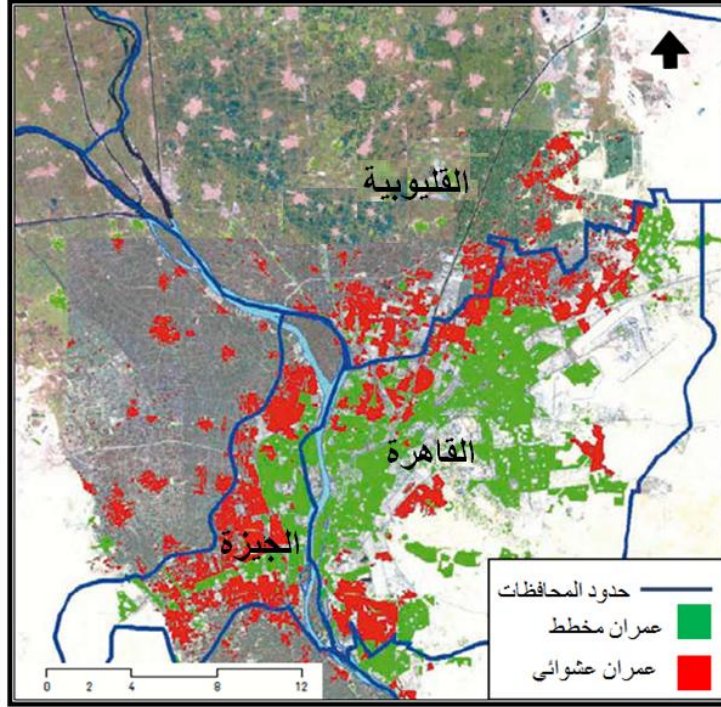 القليوبية
القاهرة
الجيزة
حدود المحافظات
عمران مخطط
عمران عشوائي
0 2 4 8 12